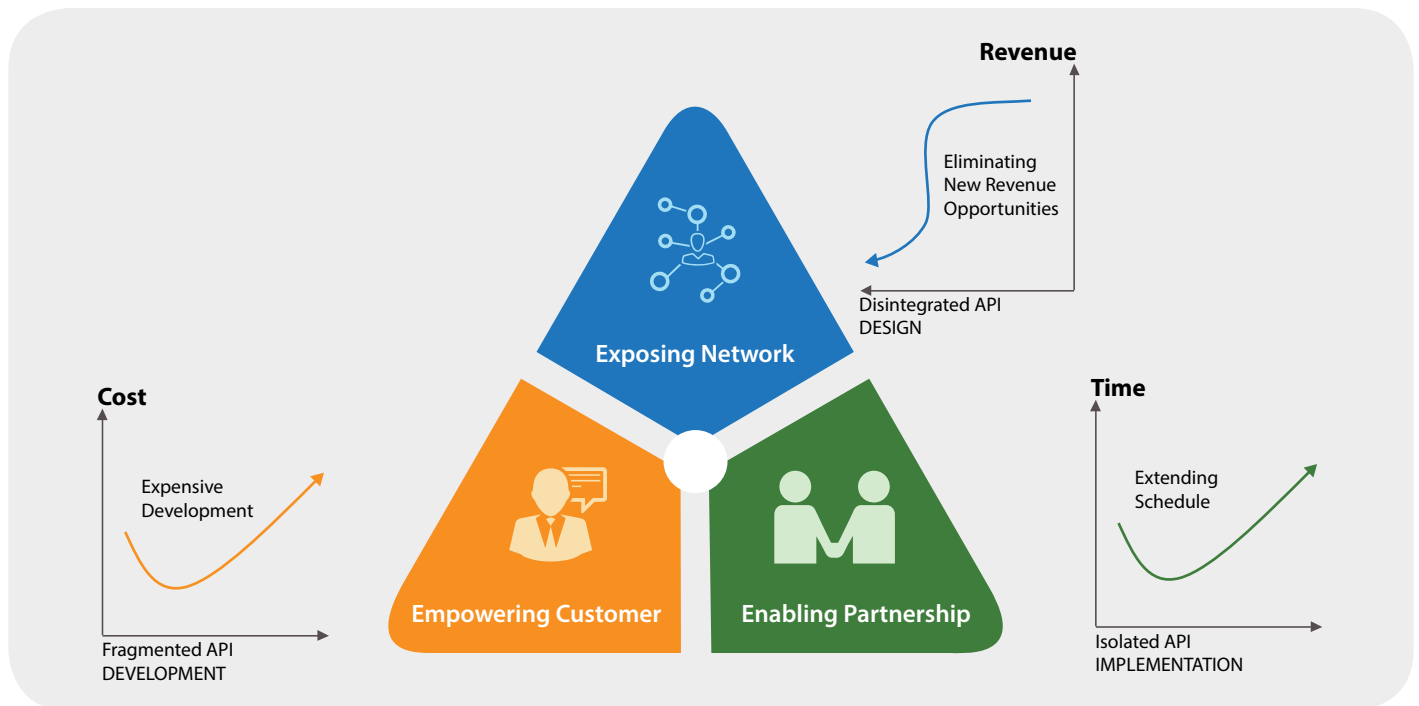 Revenue
Eliminating
New Revenue
Opportunities
Disintegrated API
DESIGN
Exposing Network
Cost
Expensive
Development
Fragmented API
DEVELOPMENT
Empowering Customer
Enabling Partnership
Time
Extending
Schedule
Isolated API
IMPLEMENTATION